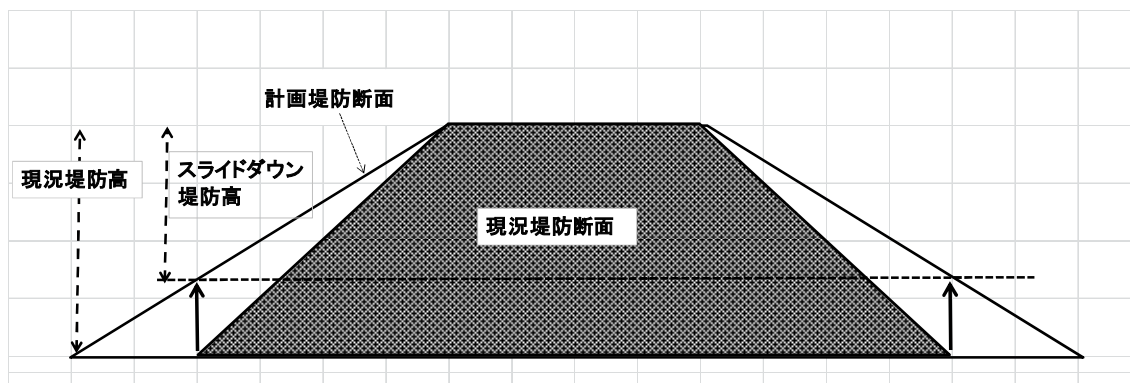 計画堤防断面
現況堤防高
スライドダウン
堤防高
現況堤防断面